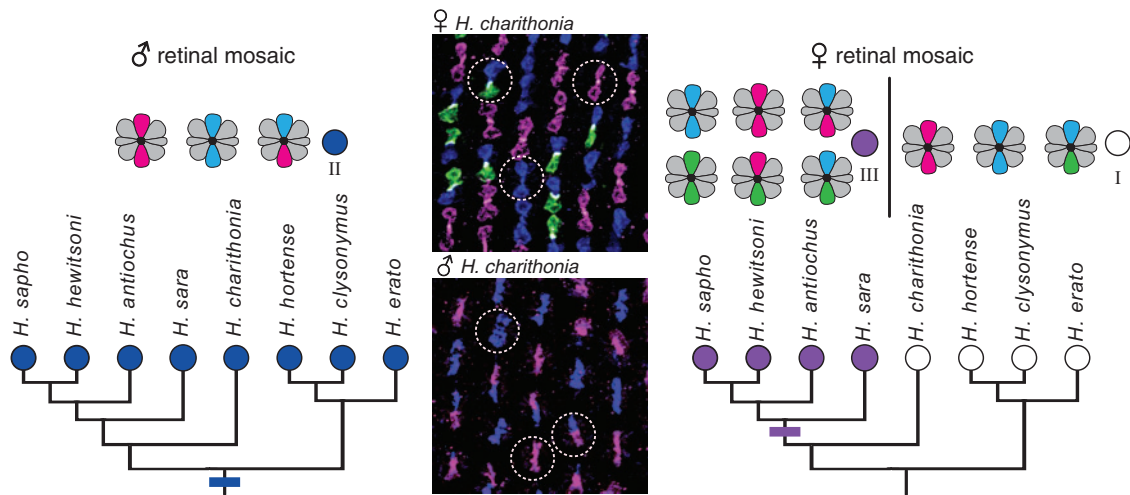 ♂ retinal mosaic
II
H. sapho
H. hewitsoni
H. antiochus
H. sara
H. charithonia
H. hortense
H. clysonymus
H. erato
♀ H. charithonia
♂ H. charithonia
♀ retinal mosaic
III
I
H. sapho
H. hewitsoni
H. antiochus
H. sara
H. charithonia
H. hortense
H. clysonymus
H. erato